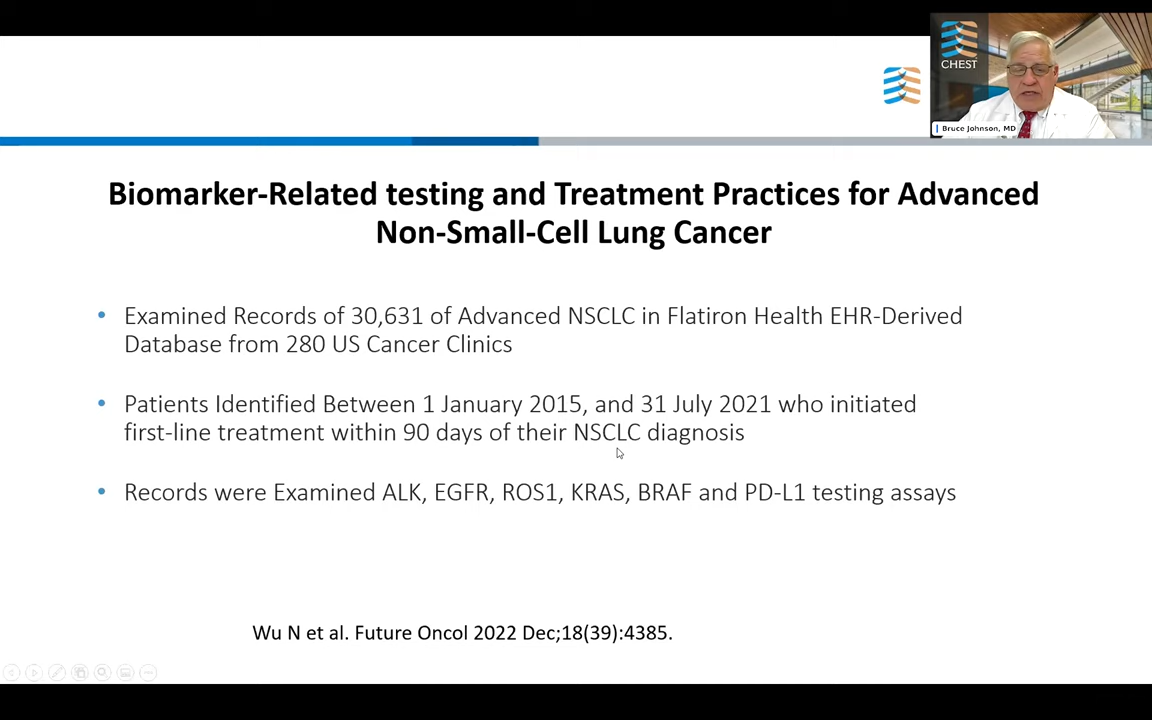 CHEST
Bruce Johnson, MD
Biomarker-Related testing and Treatment Practices for Advanced
Non-Small-Cell Lung Cancer
• Examined Records of 30,631 of Advanced NSCLC in Flatiron Health EHR-Derived
Database from 280 US Cancer Clinics
• Patients Identified Between 1 January 2015, and 31 July 2021 who initiated
first-line treatment within 90 days of their NSCLC diagnosis
• Records were Examined ALK, EGFR, ROS1, KRAS, BRAF and PD-L1 testing assays
Wu N et al. Future Oncol 2022 Dec;18(39):4385.